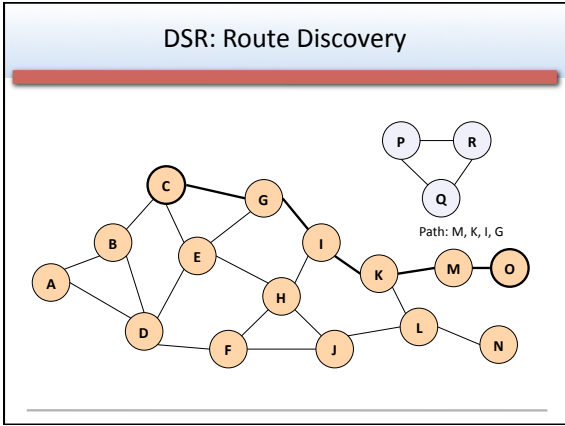 DSR: Route Discovery
P R
C
Q
G
Path: M, K, I, G
B
I
E
M O
A
K
H
D
L
F J N